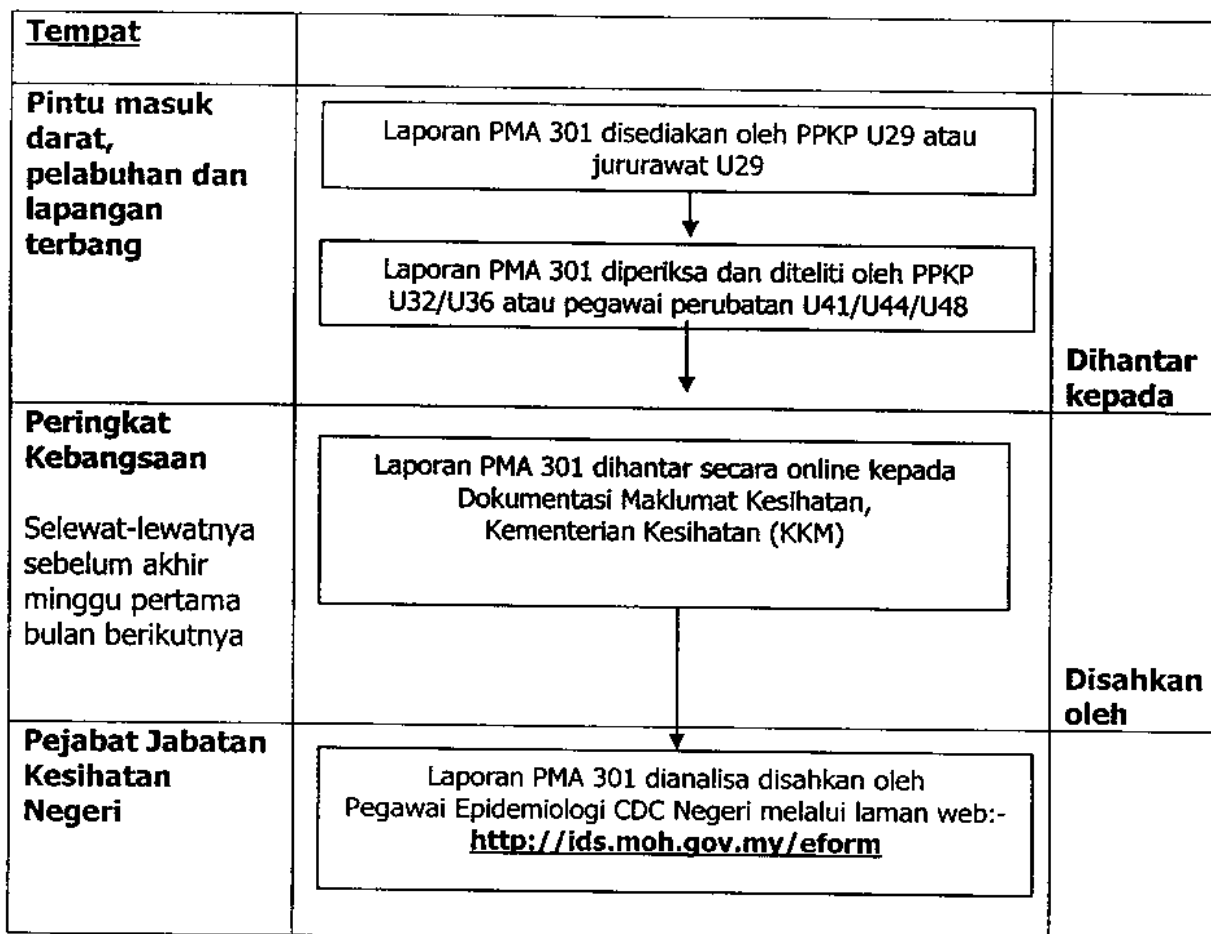 Tempat
Pintu masuk
darat,
pelabuhan dan
lapangan
terbang
Laporan PMA 301 disediakan oleh PPKP U29 atau
jururawat U29
Laporan PMA 301 diperiksa dan diteliti oleh PPKP
U32/U36 atau pegawai perubatan U41/U44/U48
Dihantar
kepada
Peringkat
Kebangsaan
Selewat-lewatnya
sebelum akhir
minggu pertama
bulan berikutnya
Laporan PMA 301 dihantar secara online kepada
Dokumentasi Maklumat Kesihatan,
Kementerian Kesihatan (KKM)
Disahkan
oleh
Pejabat Jabatan
Kesihatan
Negeri
Laporan PMA 301 dianalisa disahkan oleh
Pegawai Epidemiologi CDC Negeri melalui laman web:-
http://ids.moh.gov.my/eform